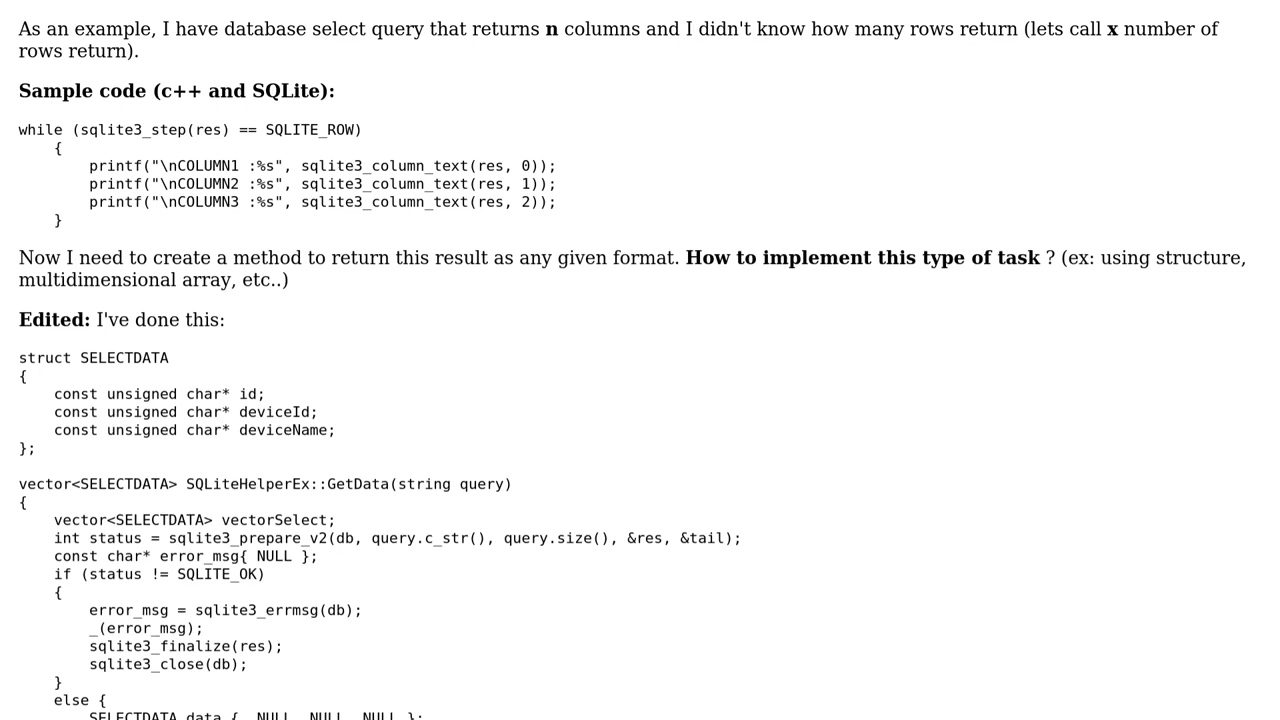 As an example, I have database select query that returns n columns and I didn't know how many rows return (lets call x number of
rows return).
Sample code (c++ and SQLite):
while (sqlite3_step(res) == SQLITE_ROW)
    {
        printf("\nCOLUMN1 :%s", sqlite3_column_text(res, 0));
        printf("\nCOLUMN2 :%s", sqlite3_column_text(res, 1));
        printf("\nCOLUMN3 :%s", sqlite3_column_text(res, 2));
    }
Now I need to create a method to return this result as any given format. How to implement this type of task ? (ex: using structure,
multidimensional array, etc..)
Edited: I've done this:
struct SELECTDATA
{
    const unsigned char* id;
    const unsigned char* deviceId;
    const unsigned char* deviceName;
};
vector<SELECTDATA> SQLiteHelperEx::GetData(string query)
{
    vector<SELECTDATA> vectorSelect;
    int status = sqlite3_prepare_v2(db, query.c_str(), query.size(), &res, &tail);
    const char* error_msg{ NULL };
    if (status != SQLITE_OK)
    {
        error_msg = sqlite3_errmsg(db);
        _(error_msg);
        sqlite3_finalize(res);
        sqlite3_close(db);
    }
    else {
        SELECTDATA data {  NULL, NULL, NULL };